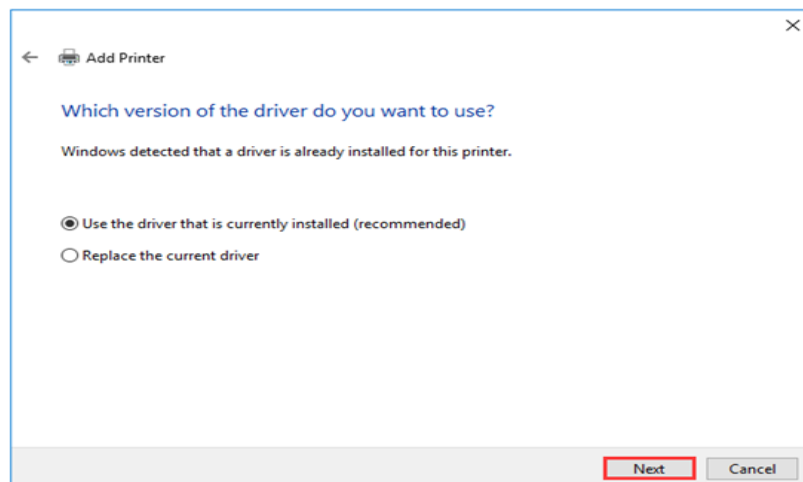 Add Printer
Which version of the driver do you want to use?
Windows detected that a driver is already installed for this printer.
Use the driver that is currently installed (recommended)
Replace the current driver
Next Cancel